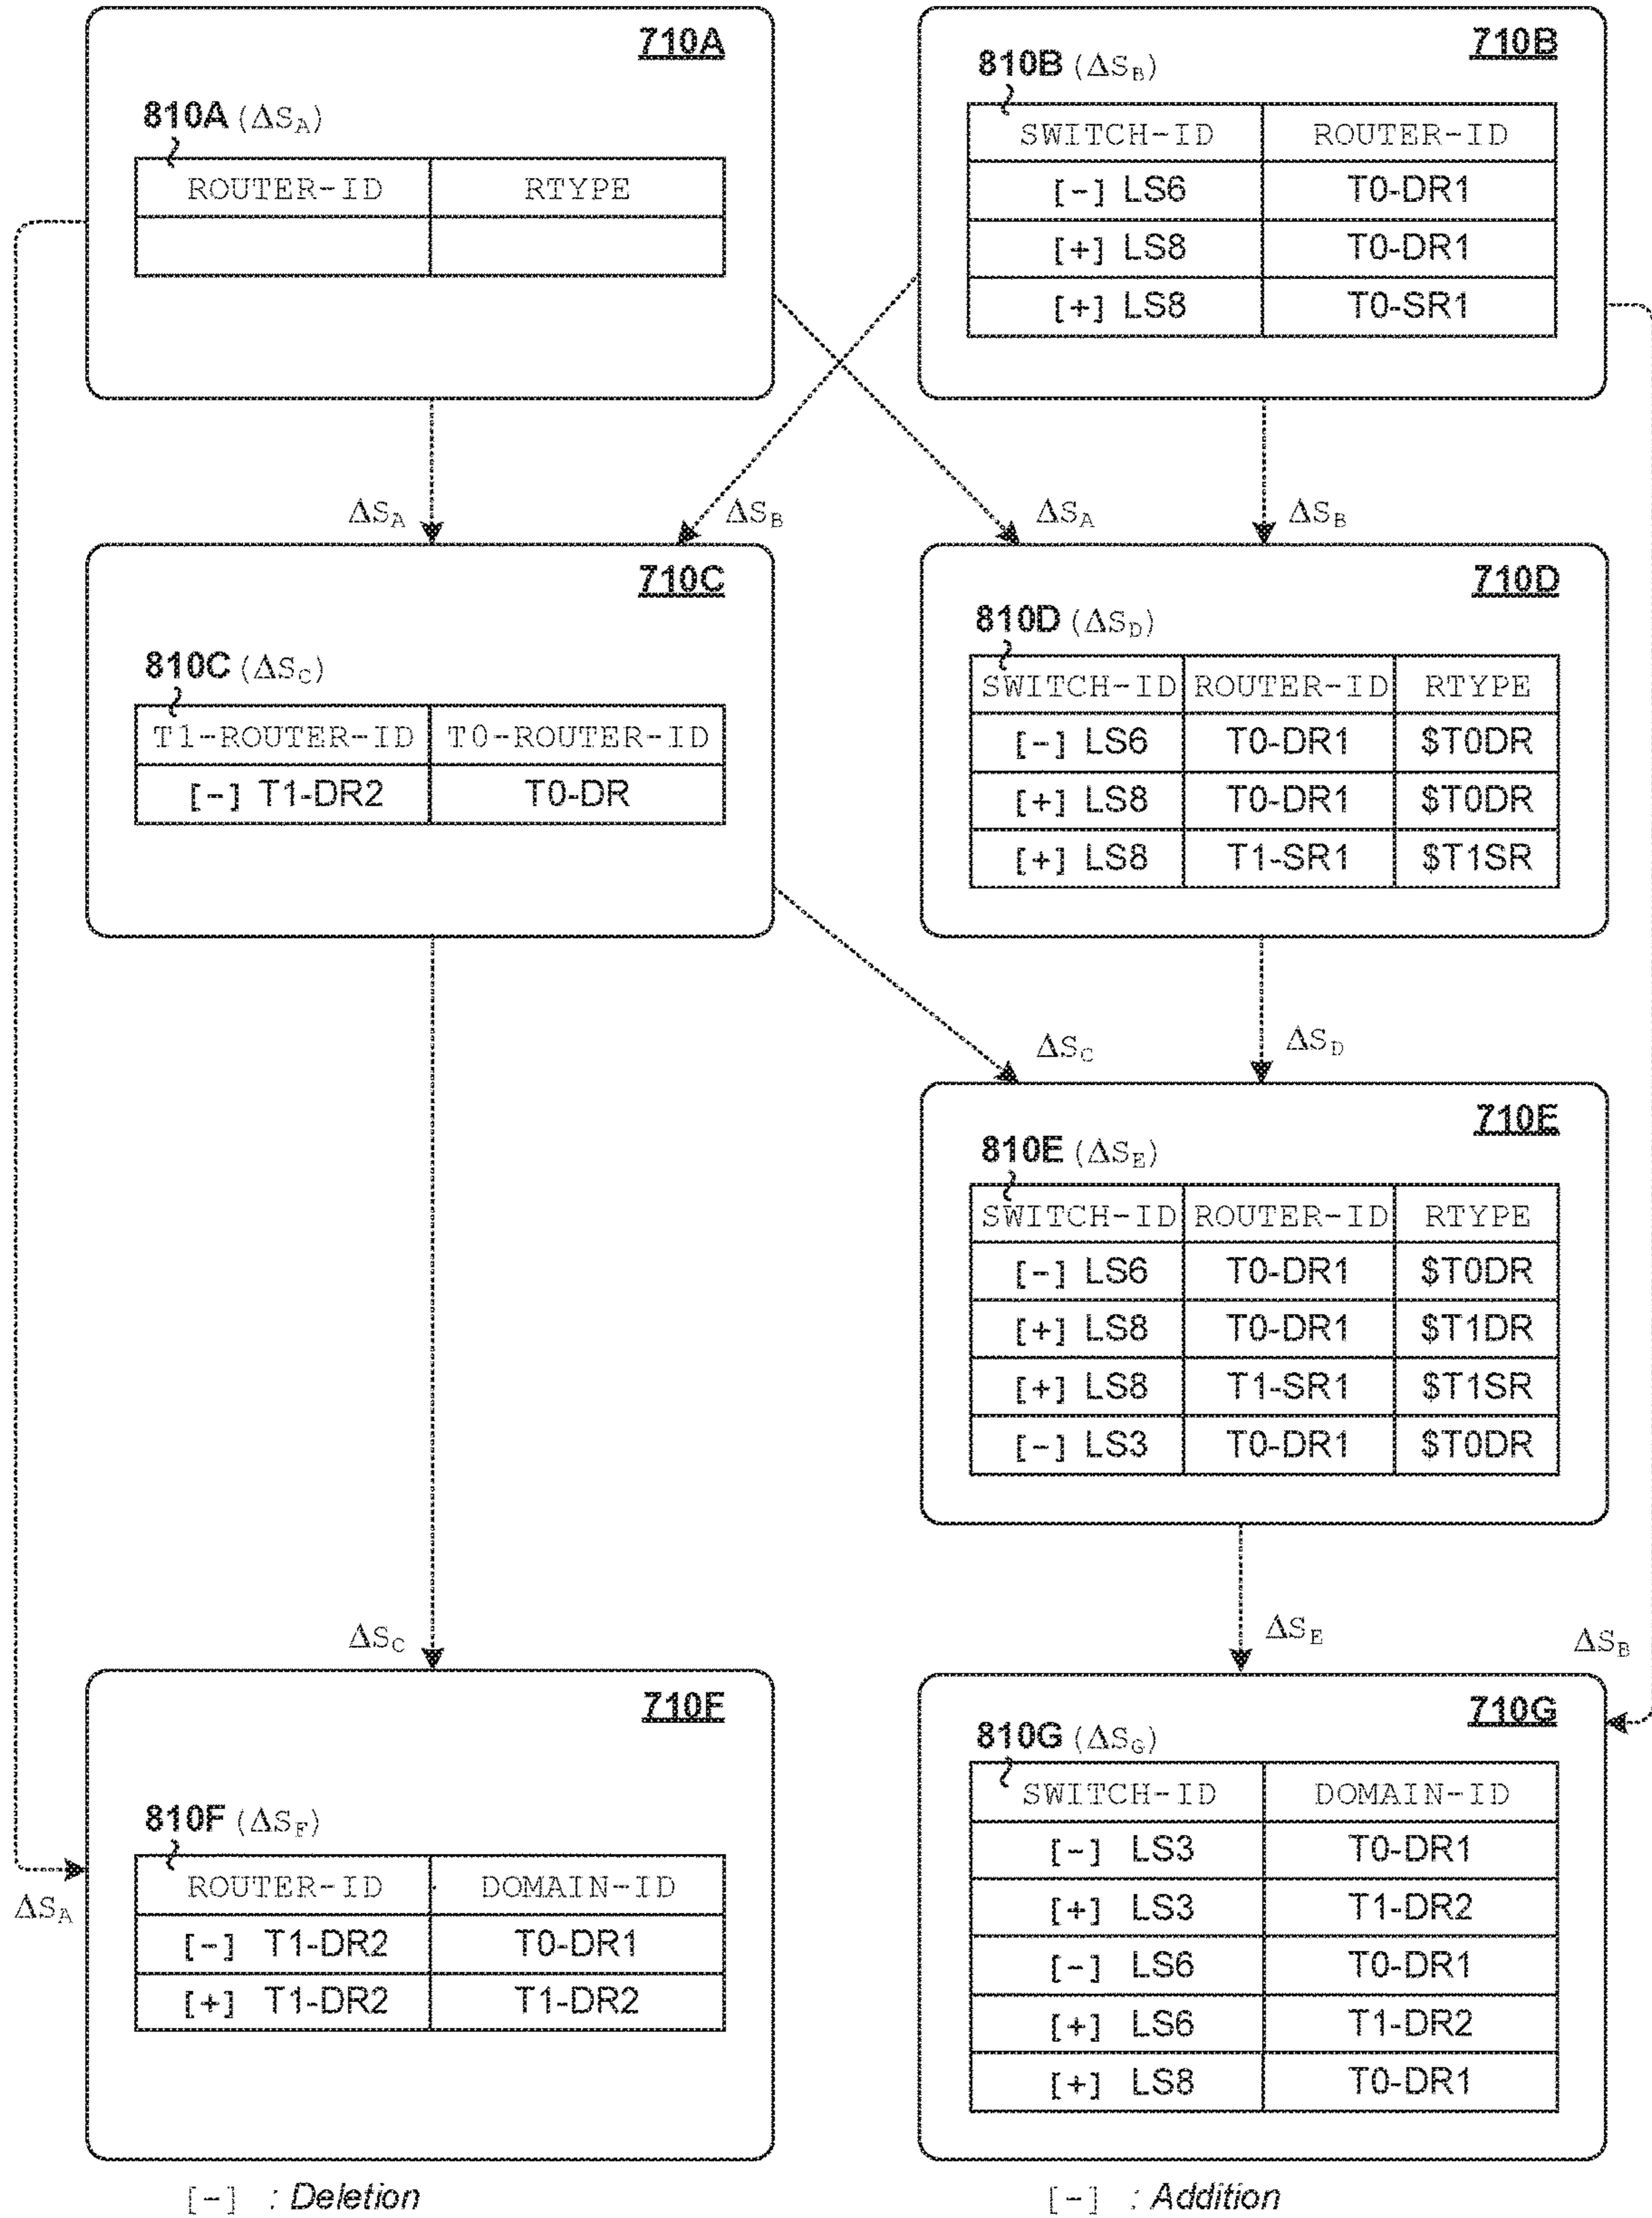 710A
810A (ΔSA)
ROUTER-ID RTYPE
710B
810B (ΔSB)
SWITCH-ID ROUTER-ID
[-] LS6 T0-DR1
[+] LS8 T0-DR1
[+] LS8 T0-SR1
ΔSA ΔSB ΔSA ΔSB
710C
810C (ΔSC)
T1-ROUTER-ID T0-ROUTER-ID
[-] T1-DR2 T0-DR
710D
810D (ΔSD)
SWITCH-ID ROUTER-ID RTYPE
[-] LS6 T0-DR1 $T0DR
[+] LS8 T0-DR1 $T0DR
[+] LS8 T1-SR1 $T1SR
ΔSC ΔSD
710E
810E (ΔSE)
SWITCH-ID ROUTER-ID RTYPE
[-] LS6 T0-DR1 $T0DR
[+] LS8 T0-DR1 $T1DR
[+] LS8 T1-SR1 $T1SR
[-] LS3 T0-DR1 $T0DR
ΔSC ΔSE ΔSB
710F
810F (ΔSF)
ROUTER-ID DOMAIN-ID
[-] T1-DR2 T0-DR1
[+] T1-DR2 T1-DR2
ΔSA
710G
810G (ΔSG)
SWITCH-ID DOMAIN-ID
[-] LS3 T0-DR1
[+] LS3 T1-DR2
[-] LS6 T0-DR1
[+] LS6 T1-DR2
[+] LS8 T0-DR1
[-] : Deletion
[-] : Addition